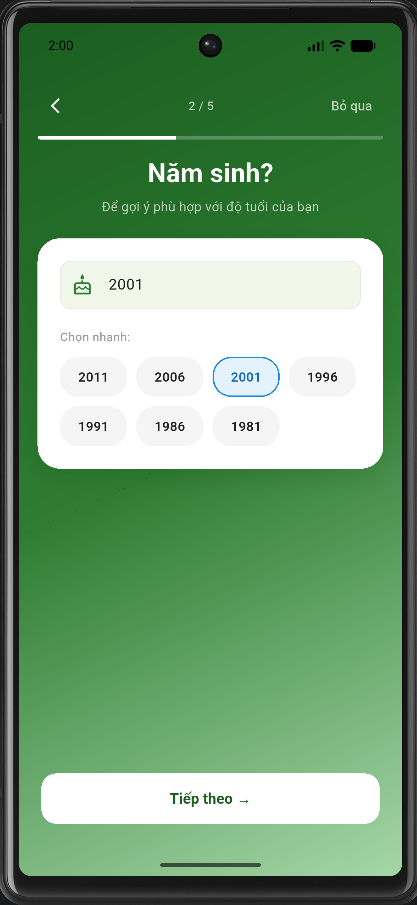 2:00
2 / 5 Bỏ qua
Năm sinh?
Để gợi ý phù hợp với độ tuổi của bạn
2001
Chọn nhanh:
2011 2006 2001 1996
1991 1986 1981
Tiếp theo →